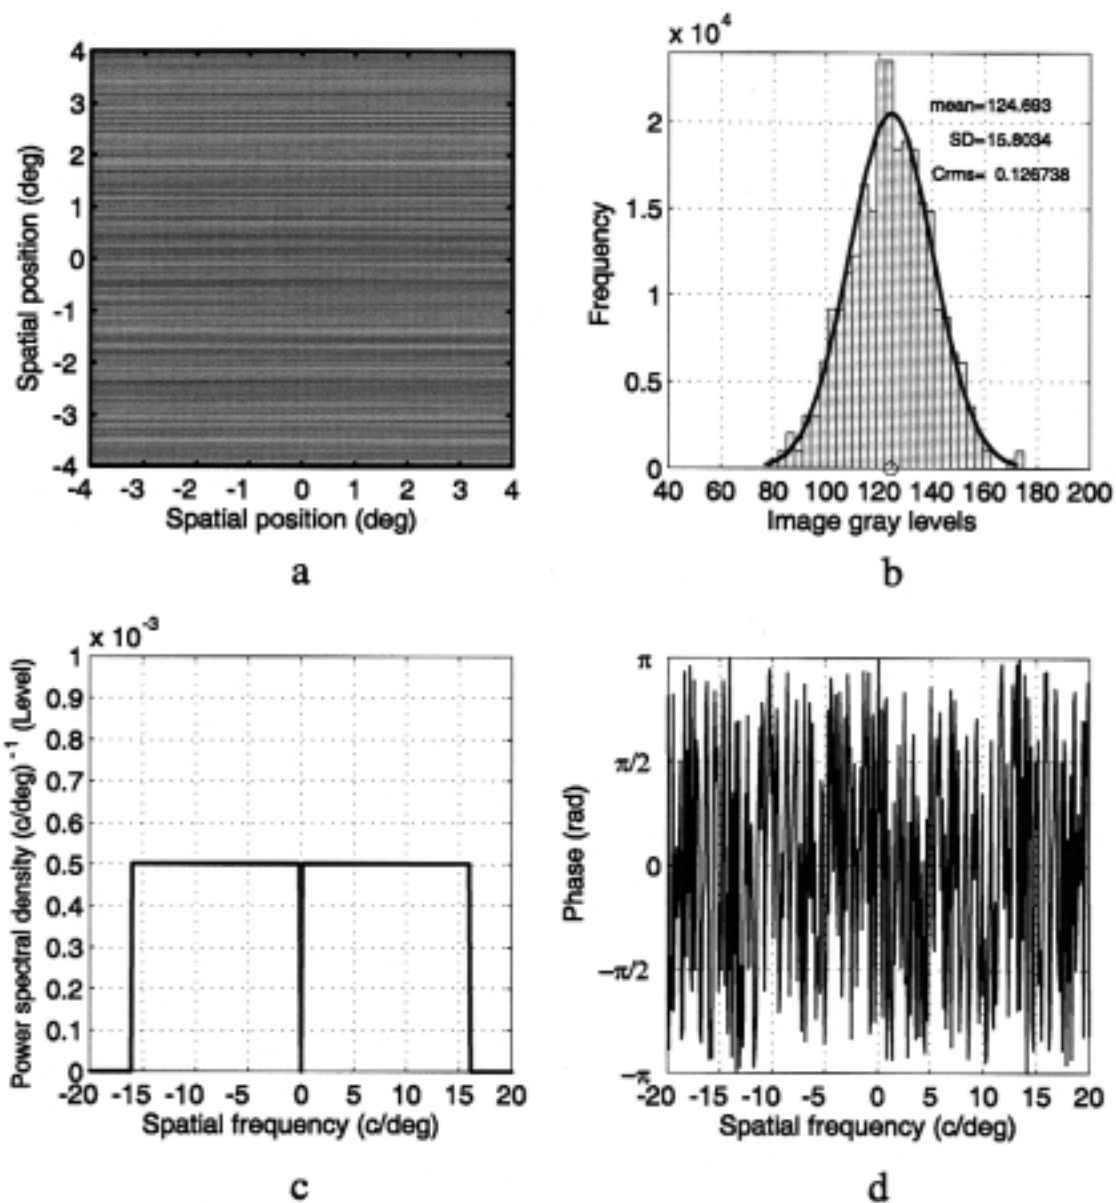 4
3
2
1
0
-1
-2
-3
-4
Spatial position (deg)
-4 -3 -2 -1 0 1 2 3 4
Spatial position (deg)
a
x 10^4
2
1.5
1
0.5
0
Frequency
mean=124.693
SD=15.8034
Crms= 0.126738
40 60 80 100 120 140 160 180 200
Image gray levels
b
x 10^-3
1
0.9
0.8
0.7
0.6
0.5
0.4
0.3
0.2
0.1
0
Power spectral density (c/deg)^-1 (Level)
-20 -15 -10 -5 0 5 10 15 20
Spatial frequency (c/deg)
c
π
π/2
0
−π/2
−π
Phase (rad)
-20 -15 -10 -5 0 5 10 15 20
Spatial frequency (c/deg)
d